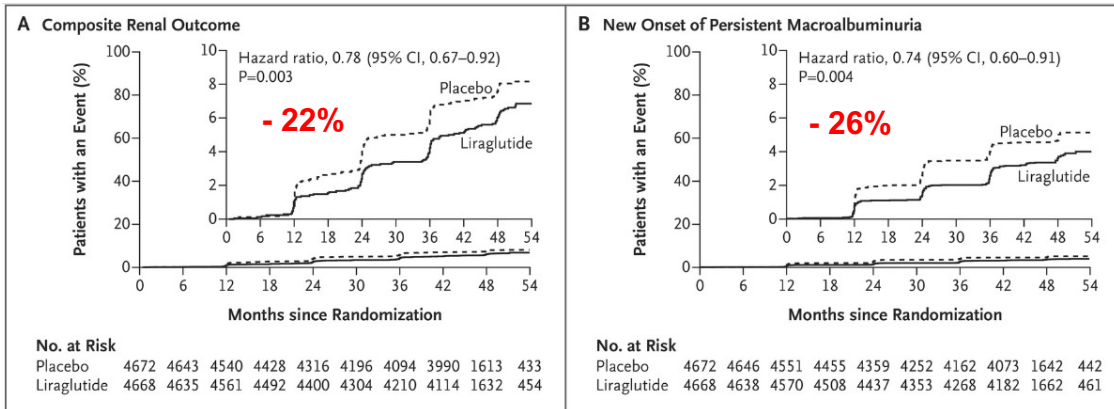 A Composite Renal Outcome
Patients with an Event (%)
100
80
60
40
20
0
10
8
6
4
2
0
Hazard ratio, 0.78 (95% CI, 0.67–0.92)
P=0.003
Placebo
- 22%
Liraglutide
0 6 12 18 24 30 36 42 48 54
0 6 12 18 24 30 36 42 48 54
Months since Randomization
No. at Risk
Placebo 4672 4643 4540 4428 4316 4196 4094 3990 1613 433
Liraglutide 4668 4635 4561 4492 4400 4304 4210 4114 1632 454
B New Onset of Persistent Macroalbuminuria
Patients with an Event (%)
100
80
60
40
20
0
10
8
6
4
2
0
Hazard ratio, 0.74 (95% CI, 0.60–0.91)
P=0.004
- 26%
Placebo
Liraglutide
0 6 12 18 24 30 36 42 48 54
0 6 12 18 24 30 36 42 48 54
Months since Randomization
No. at Risk
Placebo 4672 4646 4551 4455 4359 4252 4162 4073 1642 442
Liraglutide 4668 4638 4570 4508 4437 4353 4268 4182 1662 461